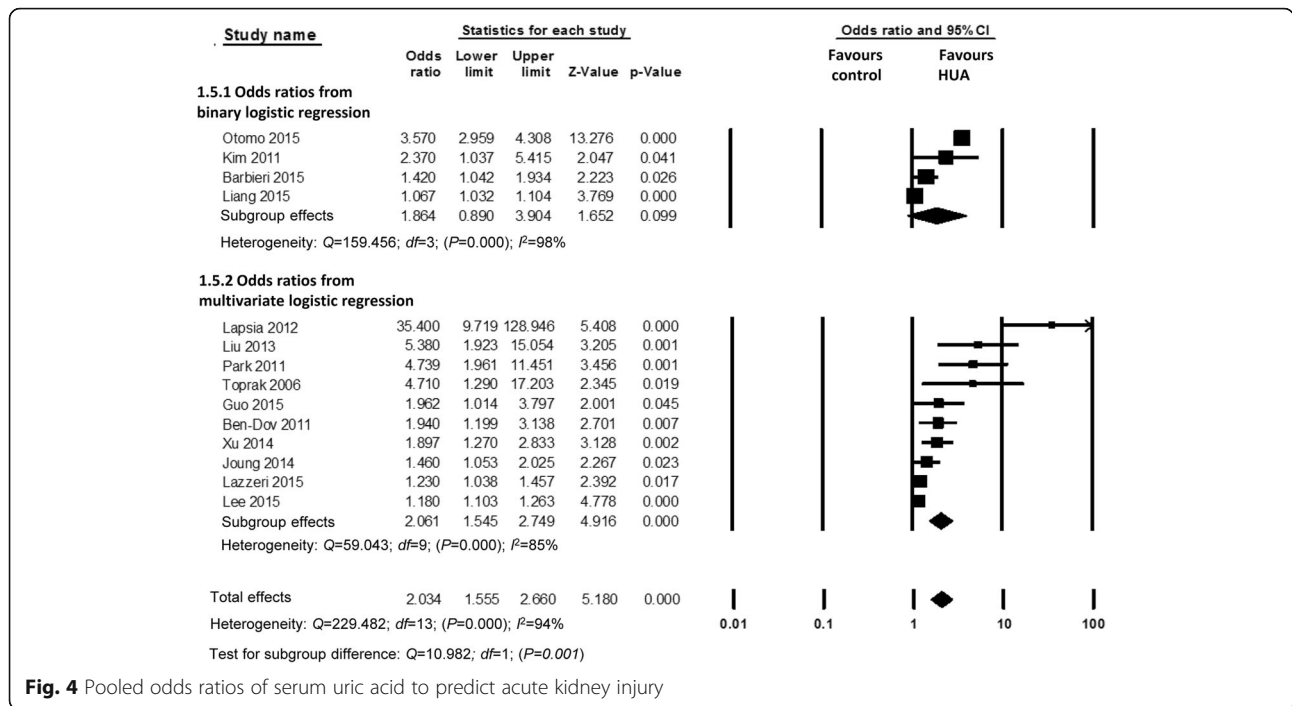 Study name Statistics for each study Odds ratio and 95% CI
Odds ratio Lower limit Upper limit Z-Value p-Value Favours control Favours HUA
1.5.1 Odds ratios from
binary logistic regression
Otomo 2015 3.570 2.959 4.308 13.276 0.000
Kim 2011 2.370 1.037 5.415 2.047 0.041
Barbieri 2015 1.420 1.042 1.934 2.223 0.026
Liang 2015 1.067 1.032 1.104 3.769 0.000
Subgroup effects 1.864 0.890 3.904 1.652 0.099
Heterogeneity: Q=159.456; df=3; (P=0.000); I²=98%
1.5.2 Odds ratios from
multivariate logistic regression
Lapsia 2012 35.400 9.719 128.946 5.408 0.000
Liu 2013 5.380 1.923 15.054 3.205 0.001
Park 2011 4.739 1.961 11.451 3.456 0.001
Toprak 2006 4.710 1.290 17.203 2.345 0.019
Guo 2015 1.962 1.014 3.797 2.001 0.045
Ben-Dov 2011 1.940 1.199 3.138 2.701 0.007
Xu 2014 1.897 1.270 2.833 3.128 0.002
Joung 2014 1.460 1.053 2.025 2.267 0.023
Lazzeri 2015 1.230 1.038 1.457 2.392 0.017
Lee 2015 1.180 1.103 1.263 4.778 0.000
Subgroup effects 2.061 1.545 2.749 4.916 0.000
Heterogeneity: Q=59.043; df=9; (P=0.000); I²=85%
Total effects 2.034 1.555 2.660 5.180 0.000
Heterogeneity: Q=229.482; df=13; (P=0.000); I²=94% 0.01 0.1 1 10 100
Test for subgroup difference: Q=10.982; df=1; (P=0.001)
Fig. 4 Pooled odds ratios of serum uric acid to predict acute kidney injury